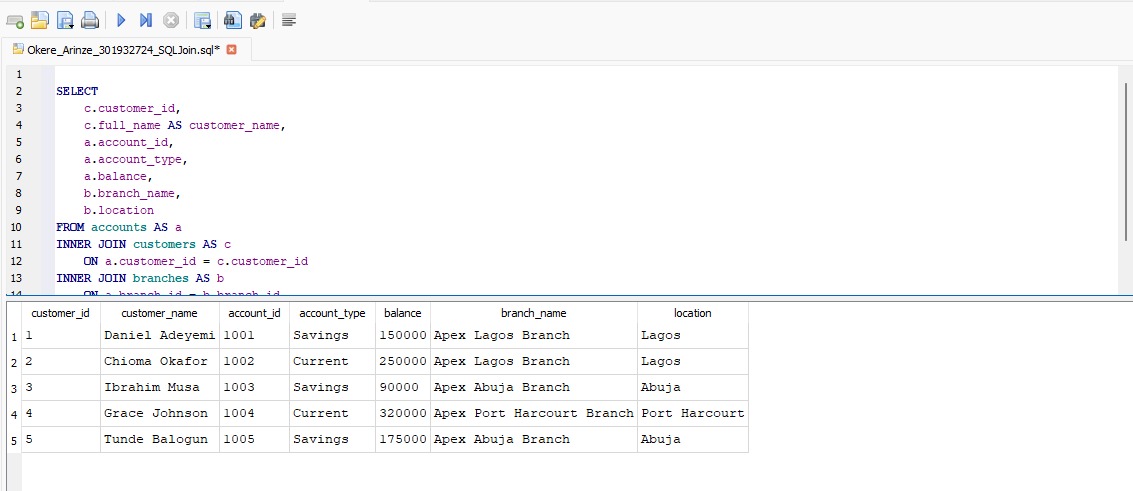 Okere_Arinze_301932724_SQLJoin.sql*
1
2 SELECT
3 c.customer_id,
4 c.full_name AS customer_name,
5 a.account_id,
6 a.account_type,
7 a.balance,
8 b.branch_name,
9 b.location
10 FROM accounts AS a
11 INNER JOIN customers AS c
12 ON a.customer_id = c.customer_id
13 INNER JOIN branches AS b
14 ON a.branch_id = b.branch_id
customer_id customer_name account_id account_type balance branch_name location
1 1 Daniel Adeyemi 1001 Savings 150000 Apex Lagos Branch Lagos
2 2 Chioma Okafor 1002 Current 250000 Apex Lagos Branch Lagos
3 3 Ibrahim Musa 1003 Savings 90000 Apex Abuja Branch Abuja
4 4 Grace Johnson 1004 Current 320000 Apex Port Harcourt Branch Port Harcourt
5 5 Tunde Balogun 1005 Savings 175000 Apex Abuja Branch Abuja